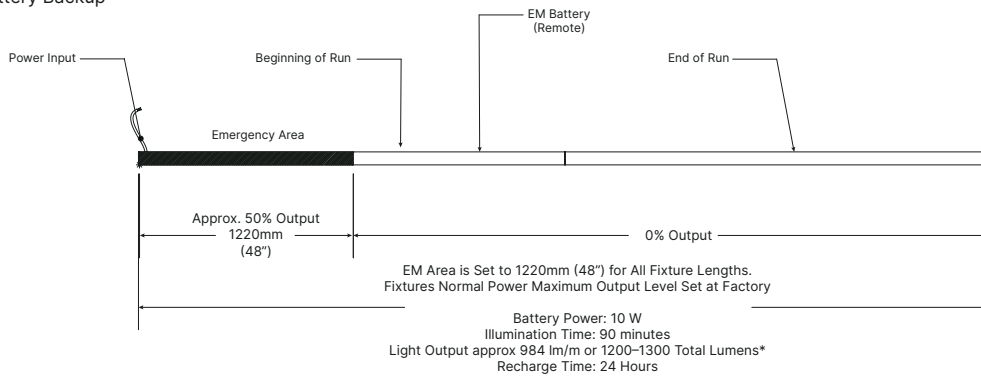 ttery Backup
EM Battery
(Remote)
Power Input
Beginning of Run
End of Run
Emergency Area
Approx. 50% Output
1220mm
(48”)
0% Output
EM Area is Set to 1220mm (48”) for All Fixture Lengths.
Fixtures Normal Power Maximum Output Level Set at Factory
Battery Power: 10 W
Illumination Time: 90 minutes
Light Output approx 984 lm/m or 1200–1300 Total Lumens*
Recharge Time: 24 Hours